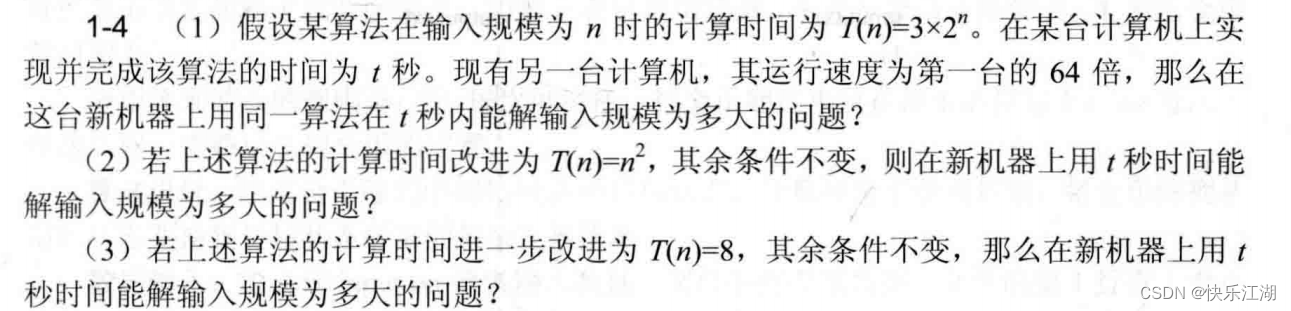 1-4 （1）假设某算法在输入规模为 n 时的计算时间为 T(n)=3×2ⁿ。在某台计算机上实
现并完成该算法的时间为 t 秒。现有另一台计算机，其运行速度为第一台的 64 倍，那么在
这台新机器上用同一算法在 t 秒内能解输入规模为多大的问题？
（2）若上述算法的计算时间改进为 T(n)=n²，其余条件不变，则在新机器上用 t 秒时间能
解输入规模为多大的问题？
（3）若上述算法的计算时间进一步改进为 T(n)=8，其余条件不变，那么在新机器上用 t
秒时间能解输入规模为多大的问题？
CSDN @快乐江湖